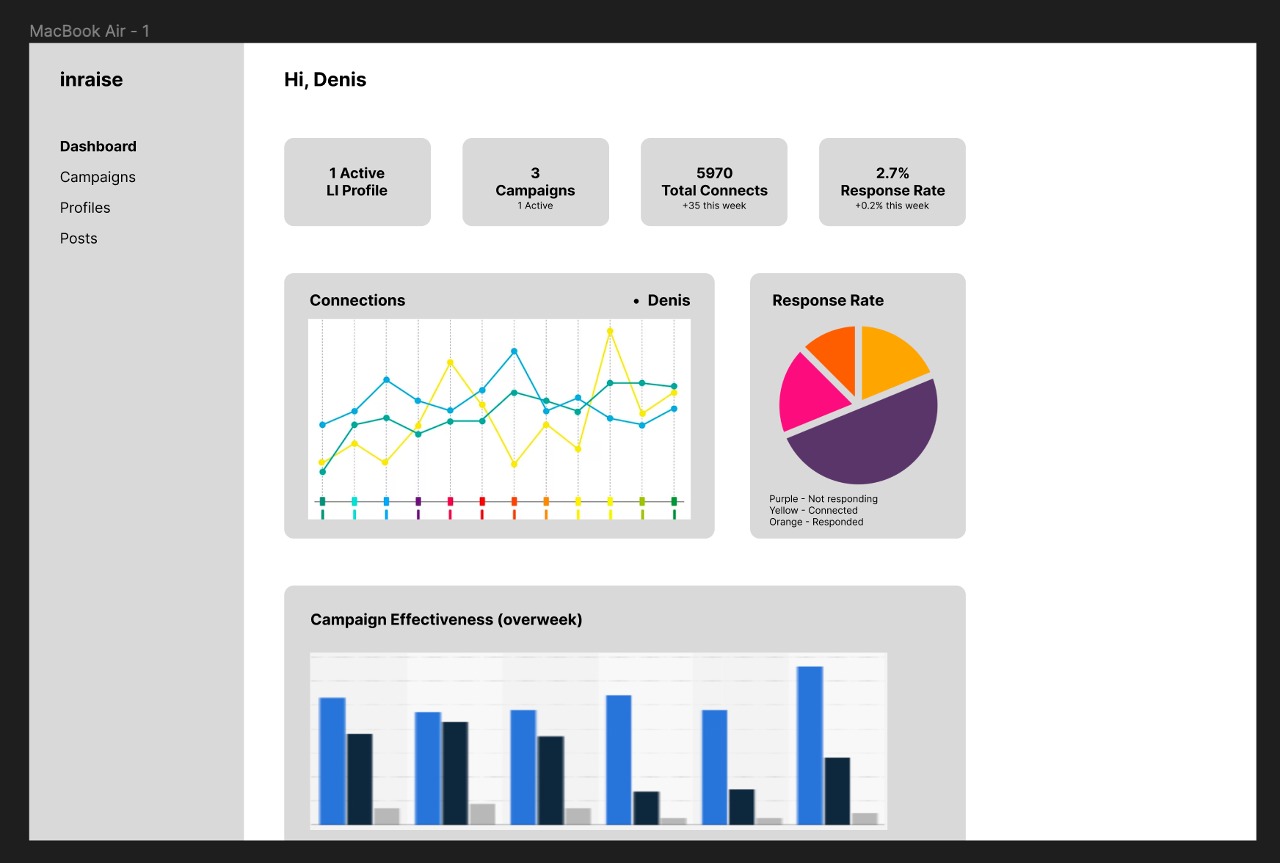 MacBook Air - 1
inraise
Hi, Denis
Dashboard
Campaigns
Profiles
Posts
1 Active
LI Profile
3
Campaigns
1 Active
5970
Total Connects
+35 this week
2.7%
Response Rate
+0.2% this week
Connections
• Denis
Response Rate
Purple - Not responding
Yellow - Connected
Orange - Responded
Campaign Effectiveness (overweek)